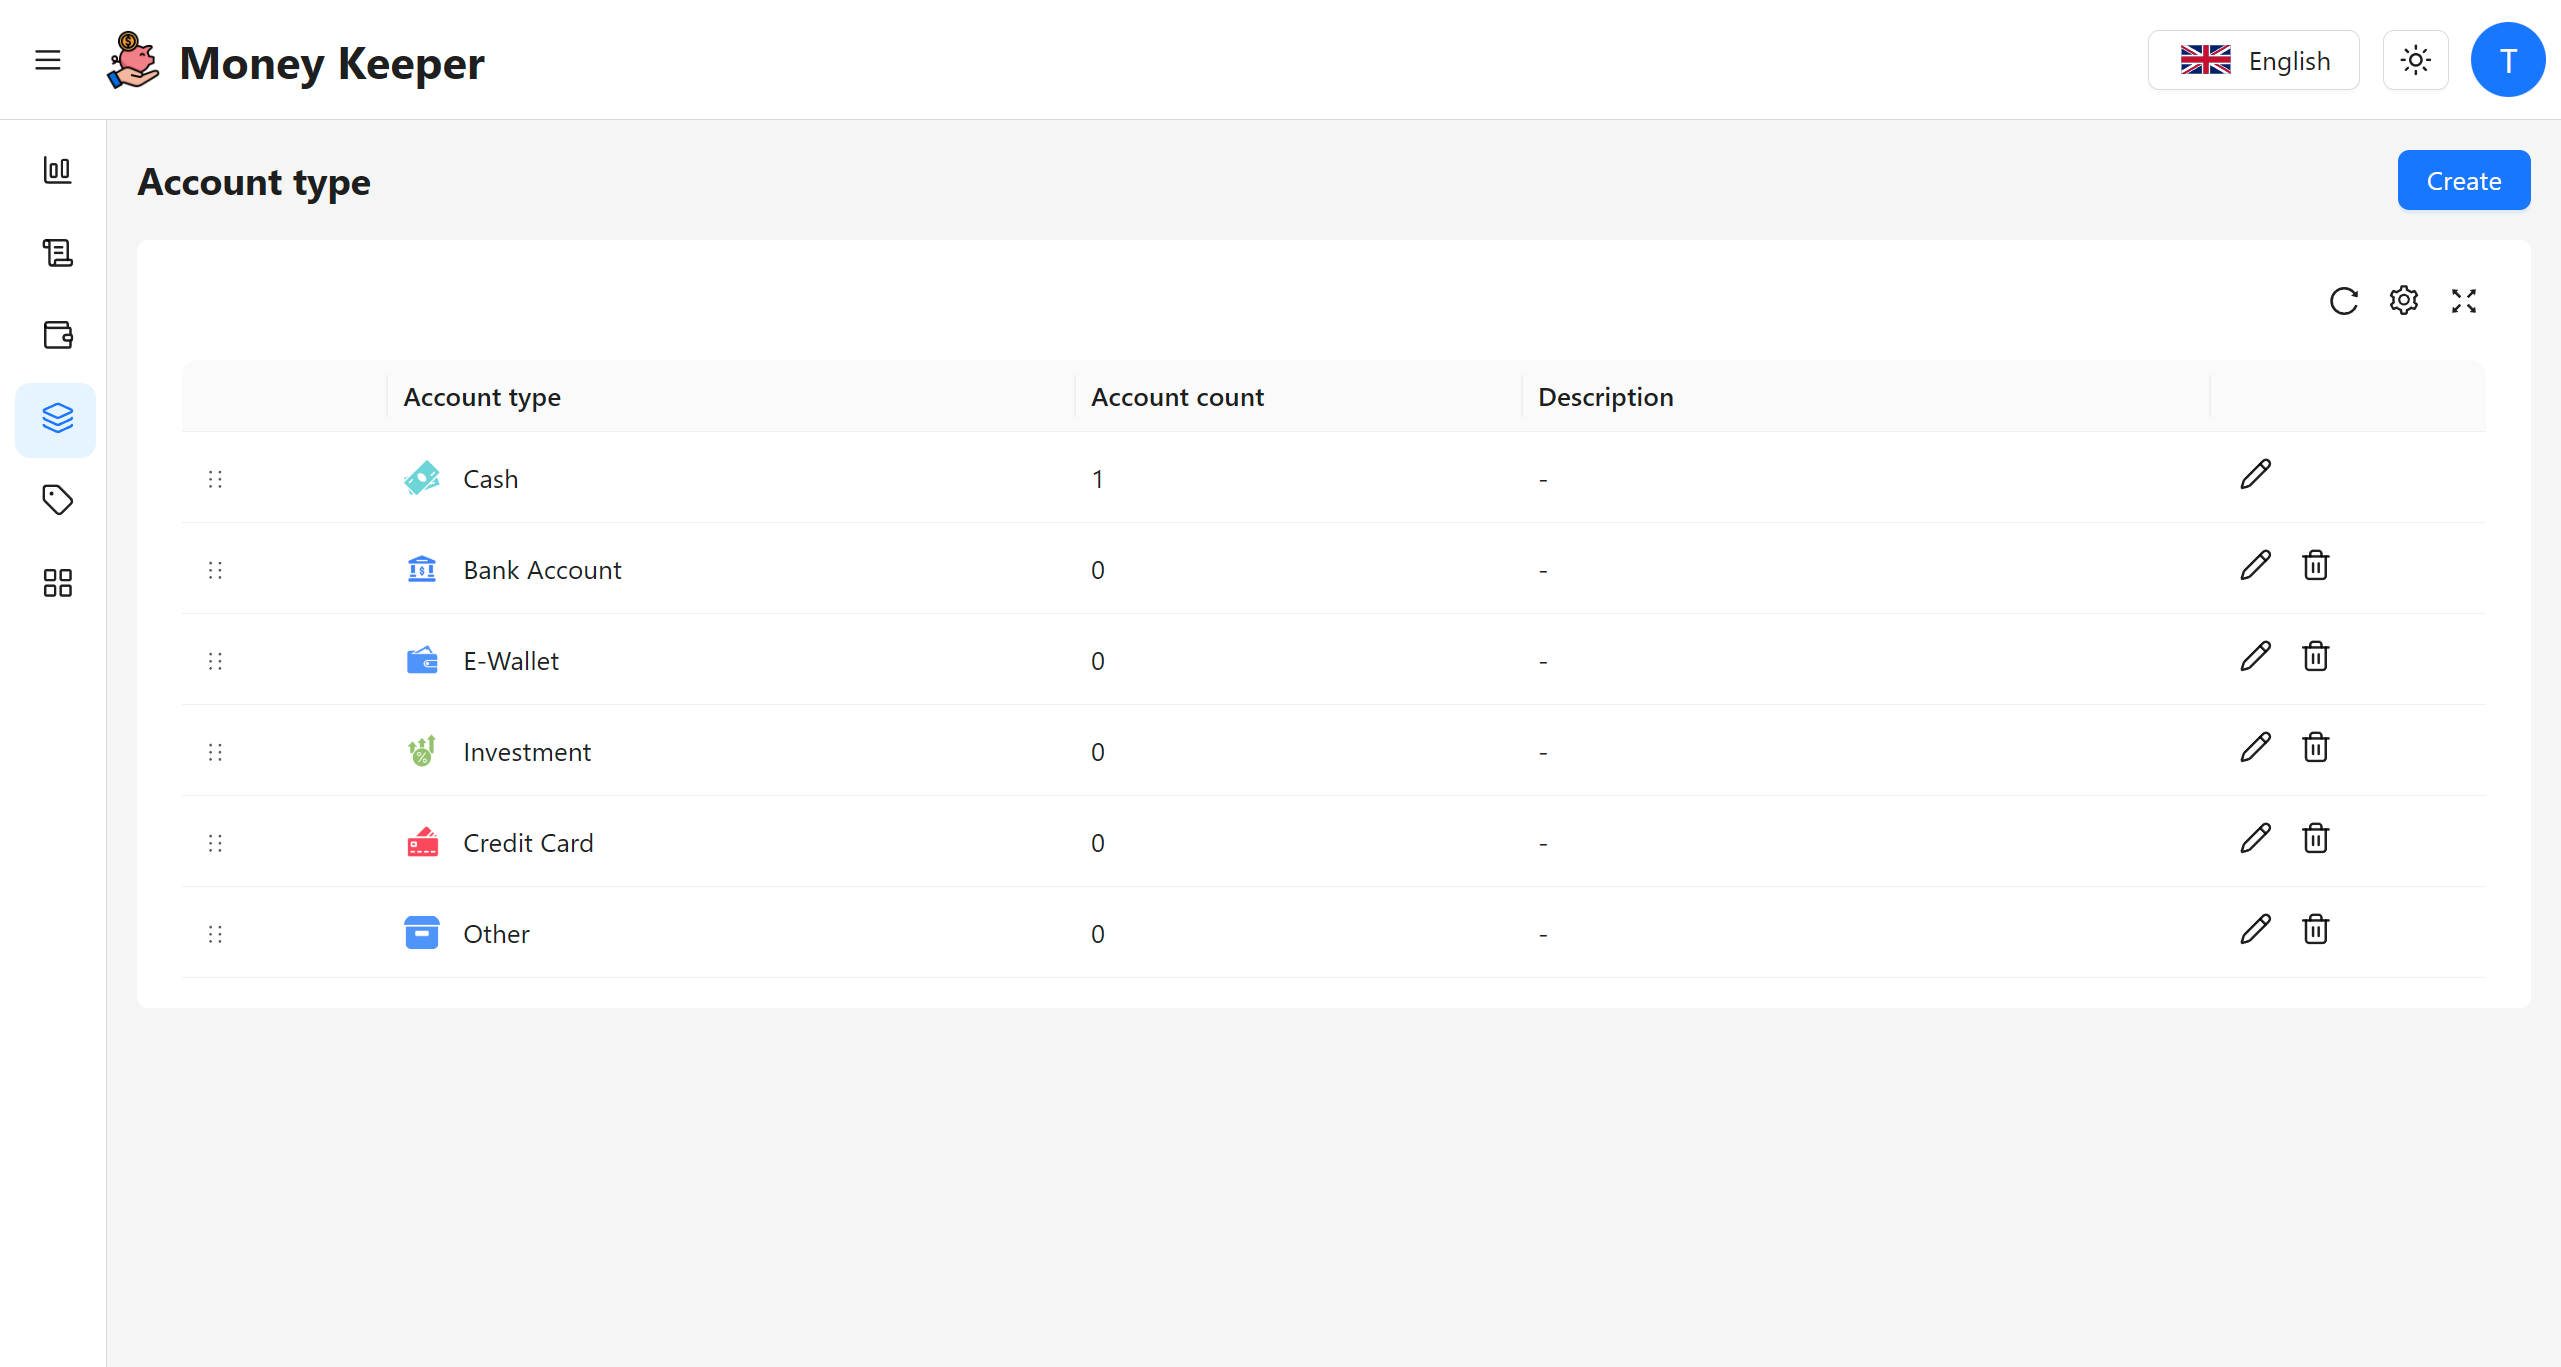 Money Keeper
English
T
Account type
Create
Account type Account count Description
Cash 1 -
Bank Account 0 -
E-Wallet 0 -
Investment 0 -
Credit Card 0 -
Other 0 -